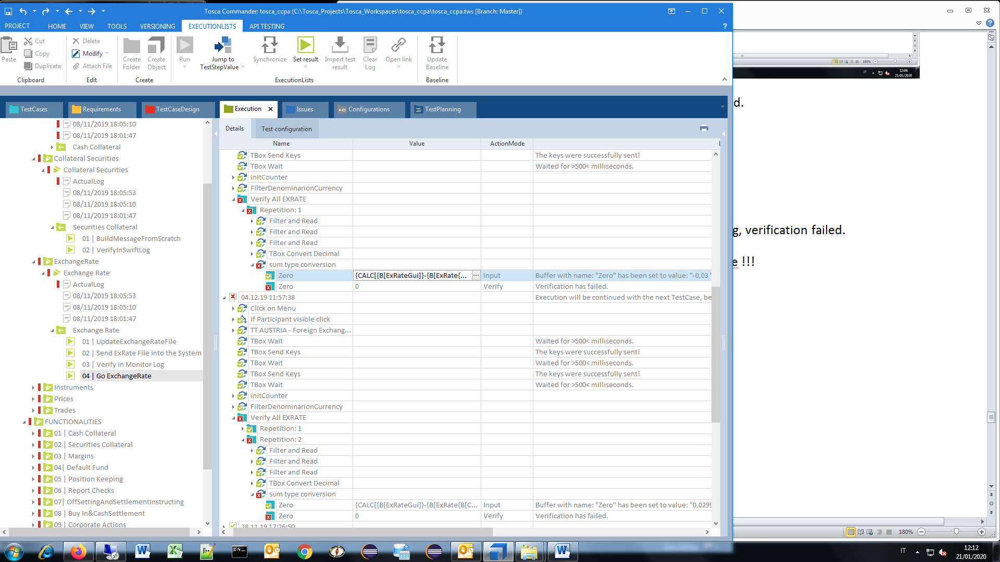 Tosca Commander: tosca_ccpa (C:\Tosca_Projects\Tosca_Workspaces\tosca_ccpa\tosca_ccpa.tws [Branch: Master])
PROJECT HOME VIEW TOOLS VERSIONING EXECUTIONLISTS API TESTING ?
Paste Cut Copy Duplicate Clipboard
Delete Modify Attach File Edit
Create Folder Create Object Create
Run Jump to TestStepValue Synchronize Set result Import test result Clear Log Open link ExecutionLists
Update Baseline Baseline
TestCases Requirements TestCaseDesign Execution Issues Configurations TestPlanning
08/11/2019 18:05:10
08/11/2019 18:01:47
Cash Collateral
Collateral Securities
Collateral Securities
ActualLog
08/11/2019 18:05:53
08/11/2019 18:05:10
08/11/2019 18:01:47
Securities Collateral
01 | BuildMessageFromScratch
02 | VerifyInSwiftLog
ExchangeRate
Exchange Rate
ActualLog
08/11/2019 18:05:53
08/11/2019 18:05:10
08/11/2019 18:01:47
Exchange Rate
01 | UpdateExchangeRateFile
02 | Send ExRate File into the System
03 | Verify in Monitor Log
04 | Go ExchangeRate
Instruments
Prices
Trades
FUNCTIONALITIES
01 | Cash Collateral
02 | Securities Collateral
03 | Margins
04| Default Fund
05 | Position Keeping
06 | Report Checks
07| OffSettingAndSettlementInstructing
08 | Buy In&CashSettlement
09 | Corporate Actions
Details Test configuration
Name Value ActionMode L
TBox Send Keys The keys were successfully sent!
TBox Wait Waited for >500< milliseconds.
initCounter
FilterDenominarionCurrency
Verify All EXRATE
Repetition: 1
Filter and Read
Filter and Read
Filter and Read
TBox Convert Decimal
sum type conversion
Zero {CALC[{B[ExRateGui]}-{B[ExRate{... ... Input Buffer with name: "Zero" has been set to value: "-0,03 "
Zero 0 Verify Verification has failed.
04.12.19 11:57:38 Execution will be continued with the next TestCase, be
Click on Menu
if Participant visible click
TT AUSTRIA - Foreign Exchang...
TBox Wait Waited for >500< milliseconds.
TBox Send Keys The keys were successfully sent!
TBox Wait Waited for >500< milliseconds.
TBox Send Keys The keys were successfully sent!
TBox Wait Waited for >500< milliseconds.
initCounter
FilterDenominarionCurrency
Verify All EXRATE
Repetition: 1
Repetition: 2
Filter and Read
Filter and Read
Filter and Read
TBox Convert Decimal
sum type conversion
Zero {CALC[{B[ExRateGui]}-{B[ExRate{B[C... Input Buffer with name: "Zero" has been set to value: "0,0299
Zero 0 Verify Verification has failed.
28.11.19 17:26:50
180%
IT 12:06
21/01/2020
d.
g, verification failed.
e !!!
180%
IT 12:12
21/01/2020